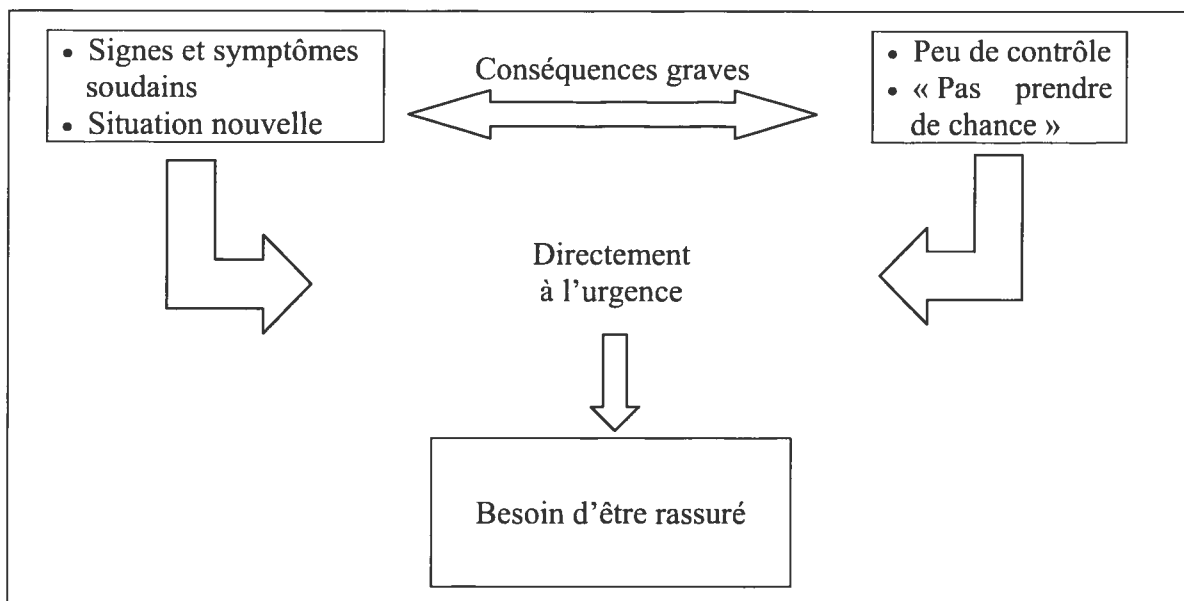 • Signes et symptômes
soudains
• Situation nouvelle
Conséquences graves
• Peu de contrôle
• « Pas prendre
de chance »
Directement
à l'urgence
Besoin d'être rassuré